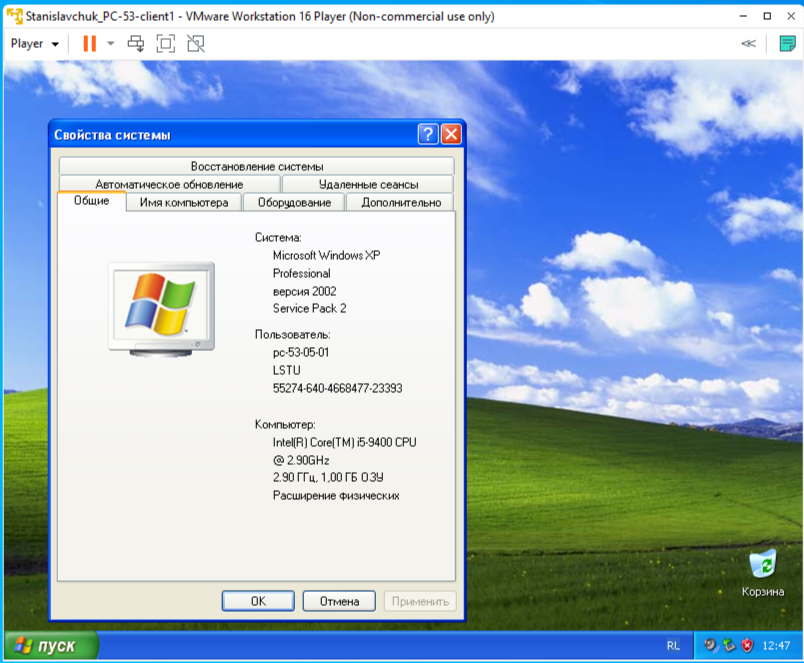 Stanislavchuk_PC-53-client1 - VMware Workstation 16 Player (Non-commercial use only)
Player
Свойства системы
Восстановление системы
Автоматическое обновление
Удаленные сеансы
Общие
Имя компьютера
Оборудование
Дополнительно
Система:
Microsoft Windows XP
Professional
версия 2002
Service Pack 2
Пользователь:
pc-53-05-01
LSTU
55274-640-4668477-23393
Компьютер:
Intel(R) Core(TM) i5-9400 CPU
@ 2.90GHz
2.90 ГГц, 1,00 ГБ ОЗУ
Расширение физических
OK
Отмена
Применить
Корзина
пуск
RL
12:47